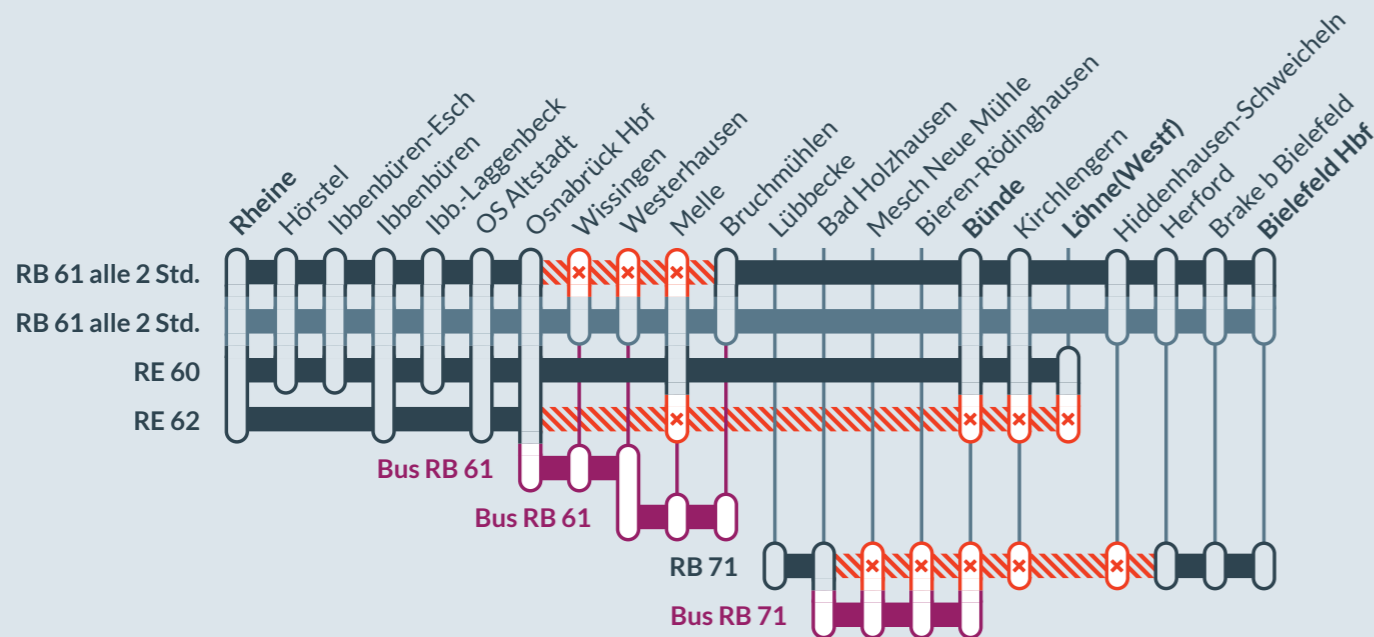 Rheine
Hörstel
Ibbenbüren-Esch
Ibbenbüren
Ibb.-Laggenbeck
OS Altstadt
Osnabrück Hbf
Wissingen
Westerhausen
Melle
Bruchmühlen
Lübbecke
Bad Holzhausen
Mesch Neue Mühle
Bieren-Rödinghausen
Bünde
Kirchlengern
Löhne(Westf)
Hiddenhausen-Schweicheln
Herford
Brake b Bielefeld
Bielefeld Hbf
RB 61 alle 2 Std.
RB 61 alle 2 Std.
RE 60
RE 62
Bus RB 61
Bus RB 61
RB 71
Bus RB 71